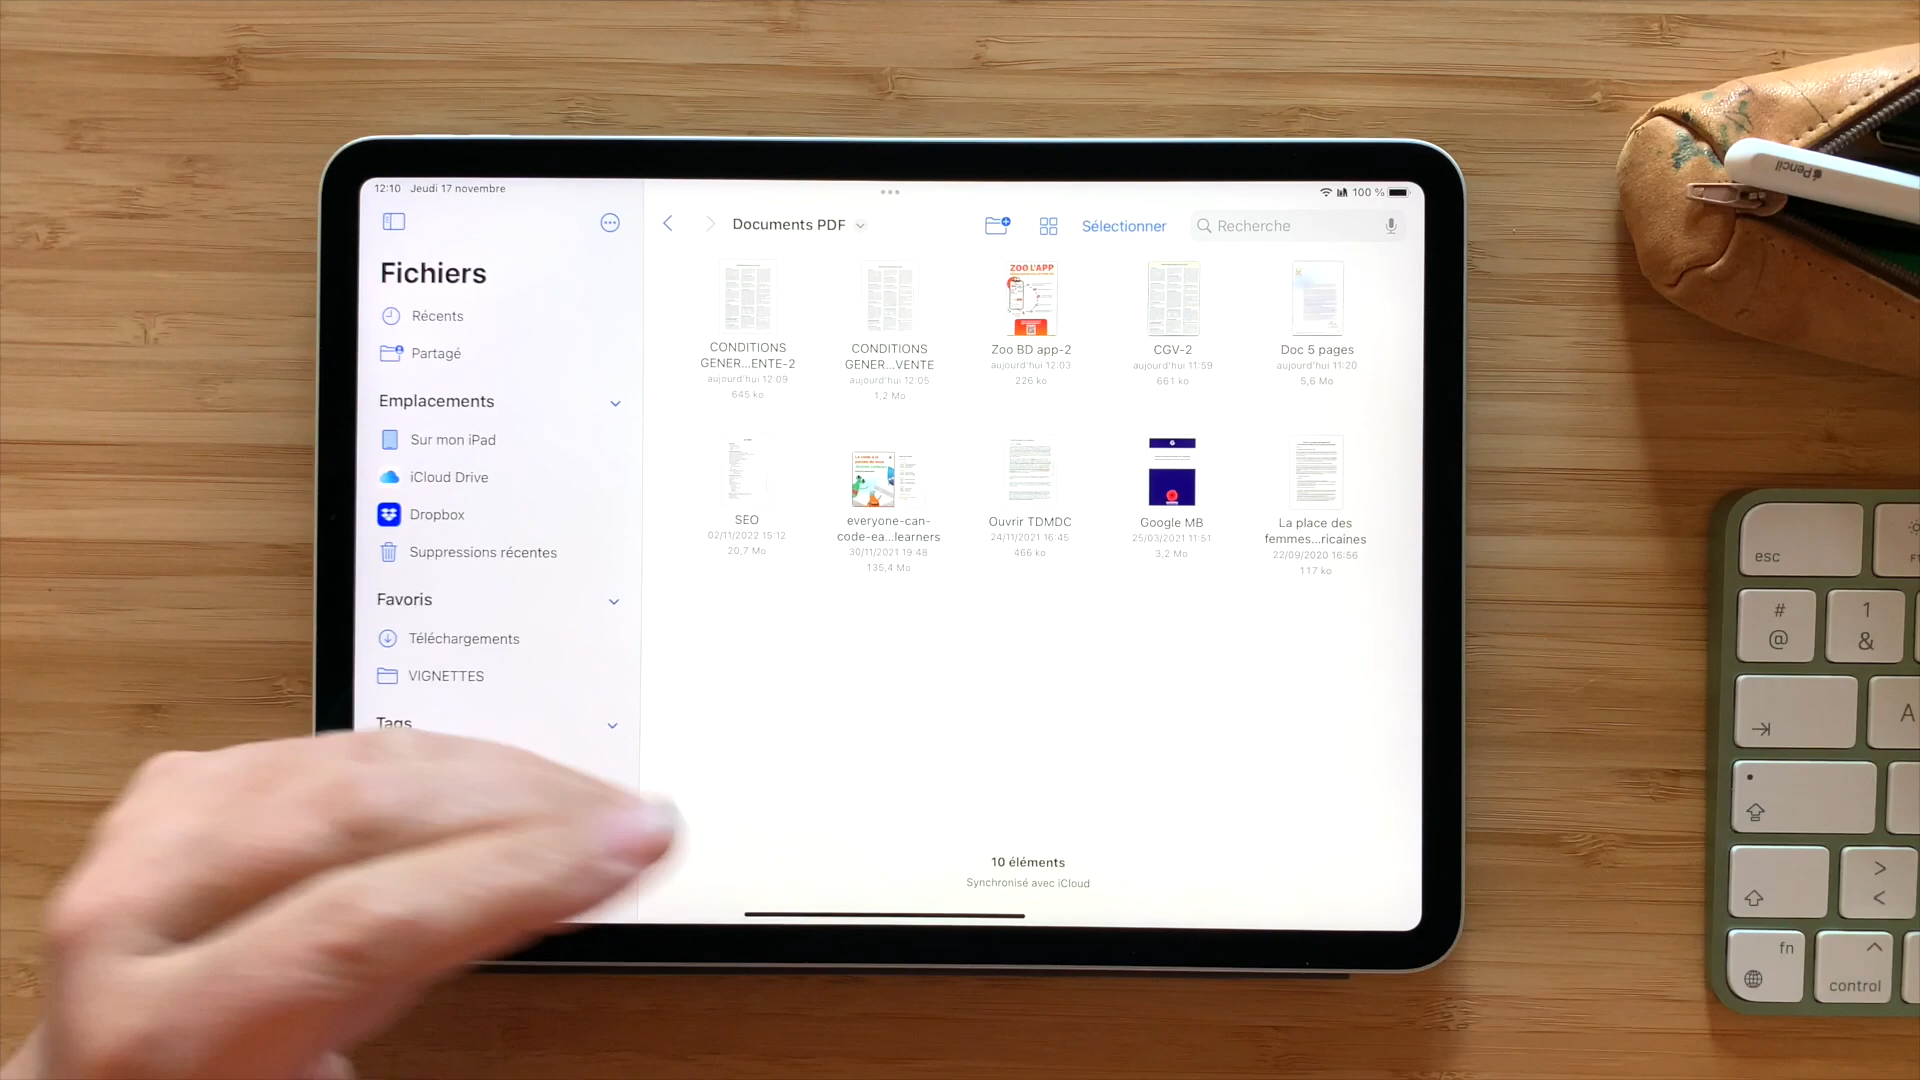 12:10 Jeudi 17 novembre
100 %
Fichiers
Récents
Partagé
Emplacements
Sur mon iPad
iCloud Drive
Dropbox
Suppressions récentes
Favoris
Téléchargements
VIGNETTES
Tags
Documents PDF
Sélectionner
Recherche
CONDITIONS
GENER...ENTE-2
aujourd'hui 12:09
645 ko
CONDITIONS
GENER...VENTE
aujourd'hui 12:05
1,2 Mo
ZOO L'APP
Zoo BD app-2
aujourd'hui 12:03
226 ko
CGV-2
aujourd'hui 11:59
661 ko
Doc 5 pages
aujourd'hui 11:20
5,6 Mo
SEO
02/11/2022 15:12
20,7 Mo
everyone-can-
code-ea...learners
30/11/2021 19:48
135,4 Mo
Ouvrir TDMDC
24/11/2021 16:45
466 ko
Google MB
25/03/2021 11:51
3,2 Mo
La place des
femmes...ricaines
22/09/2020 16:56
117 ko
10 éléments
Synchronisé avec iCloud
Pencil
esc
#
@
1
&
A
>
<
fn
control